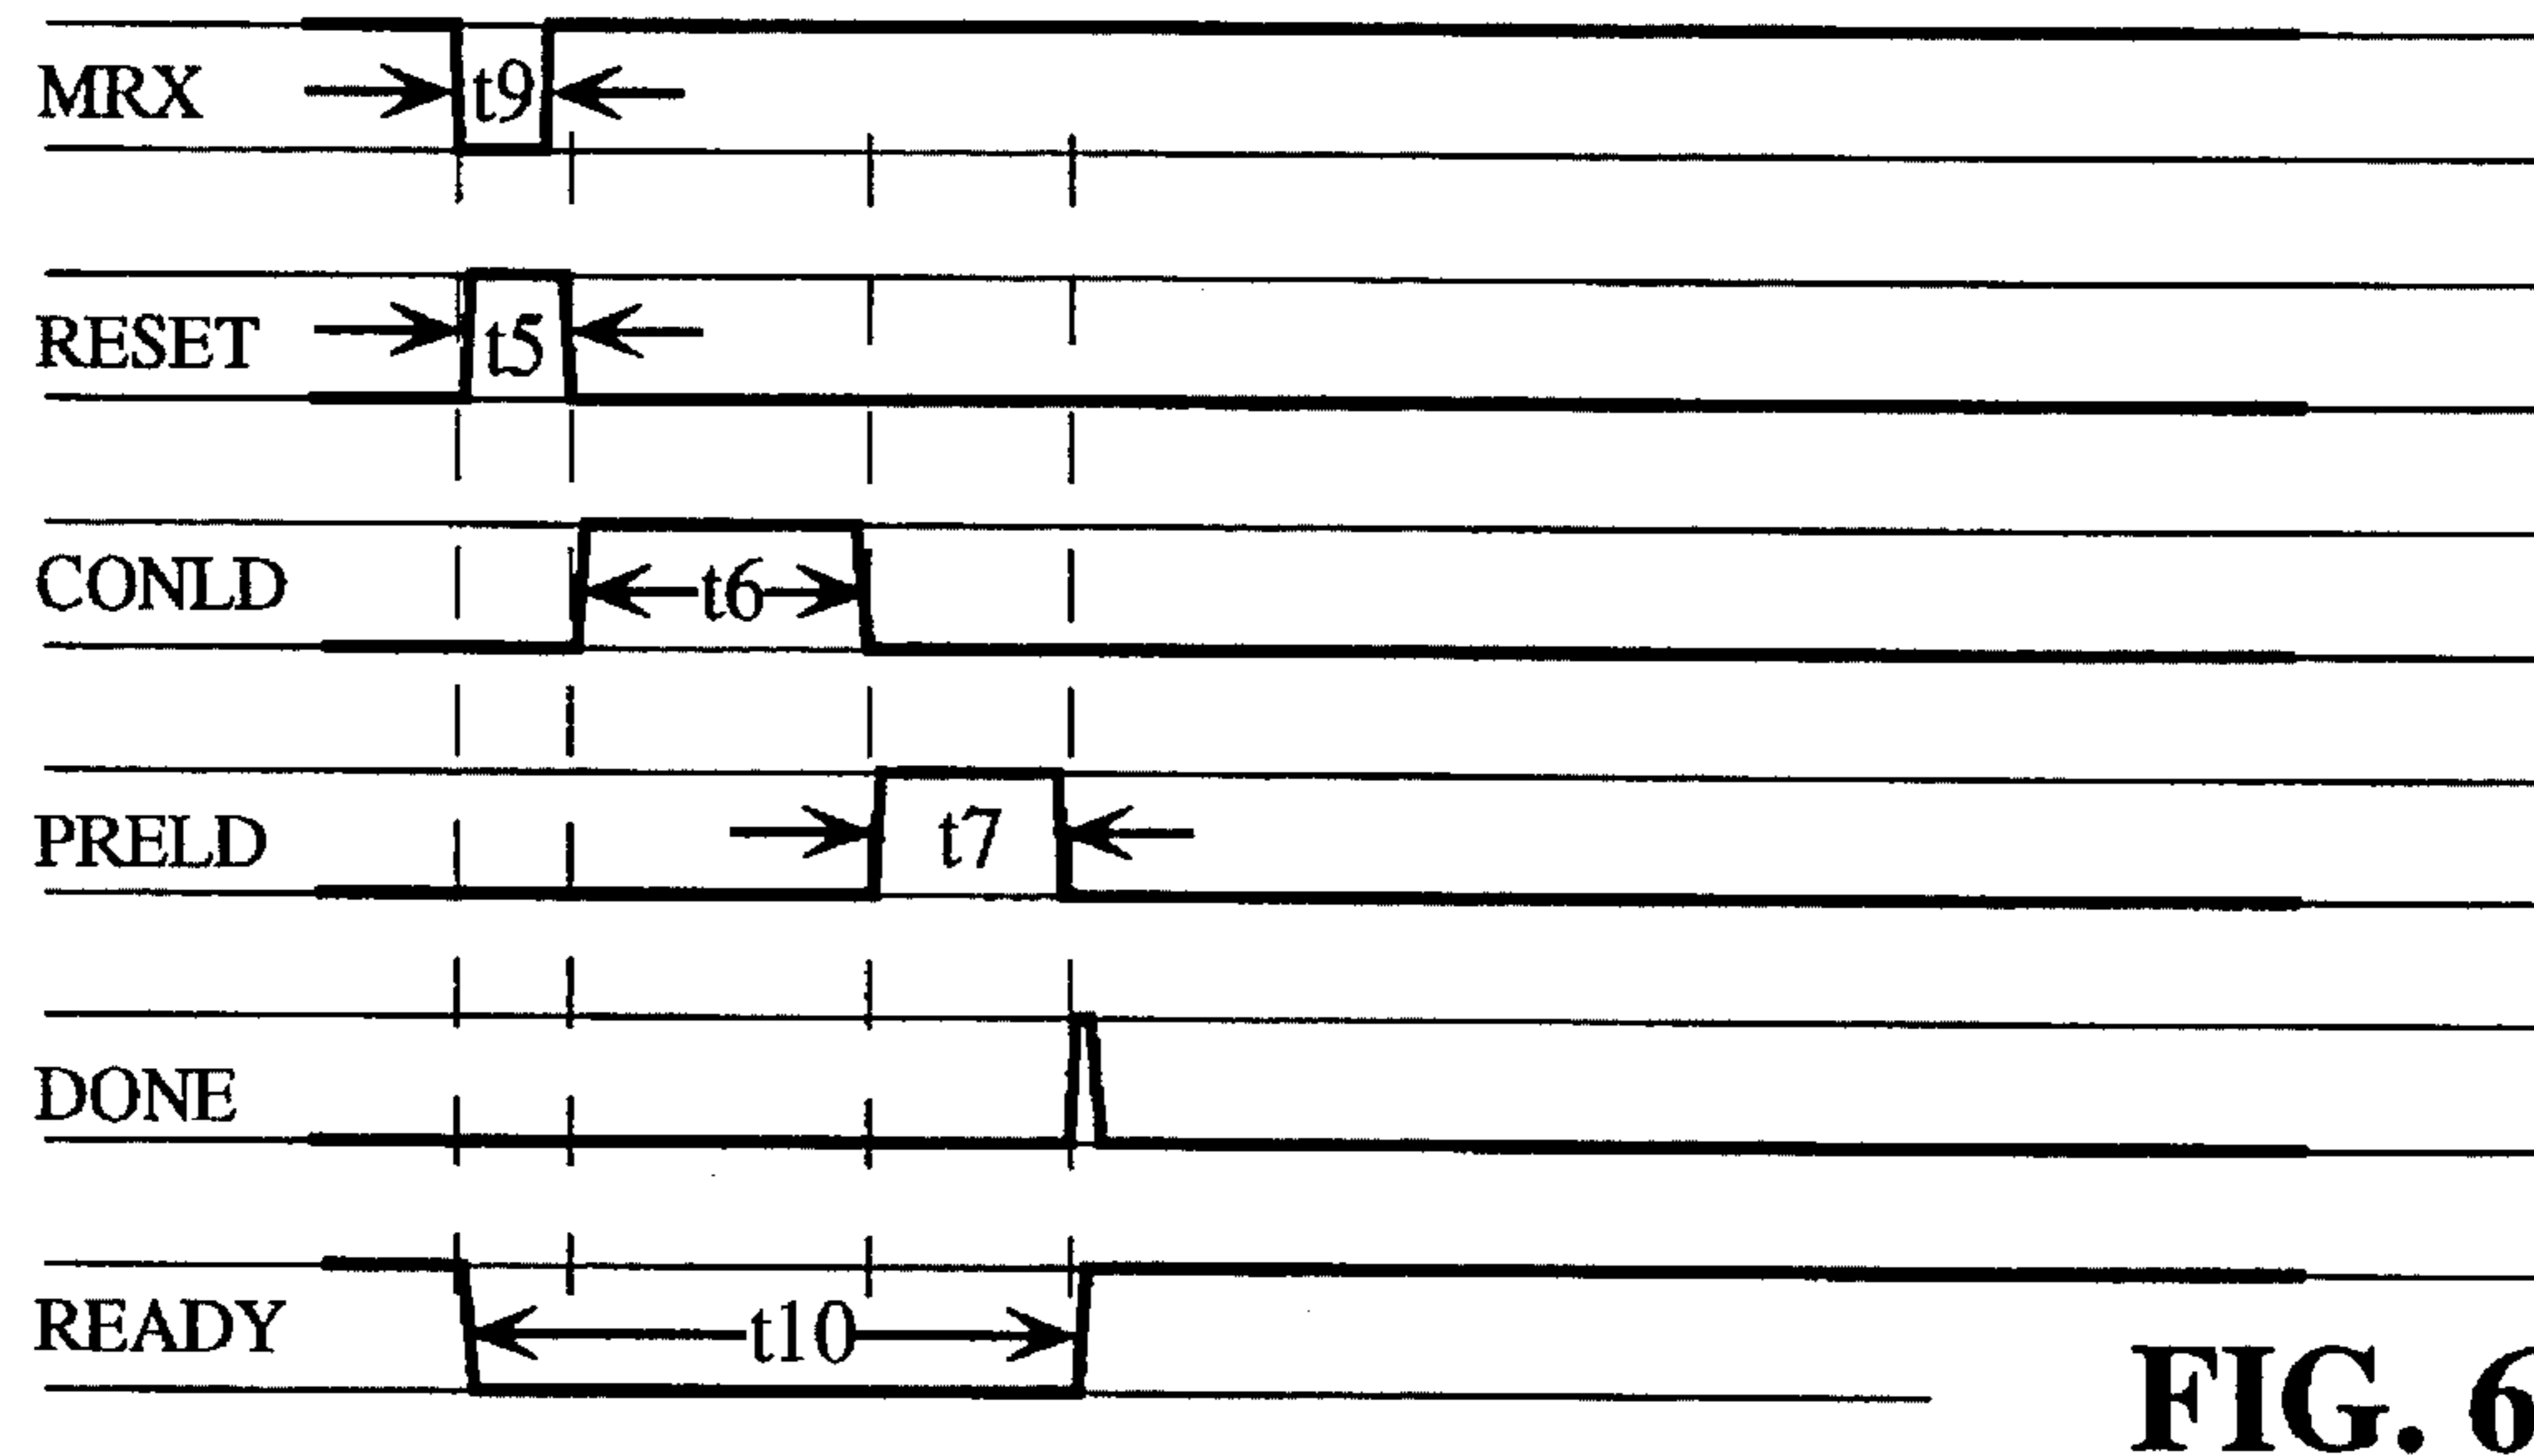 MRX
t9
RESET
t5
CONLD
t6
PRELD
t7
DONE
READY
t10
FIG. 6